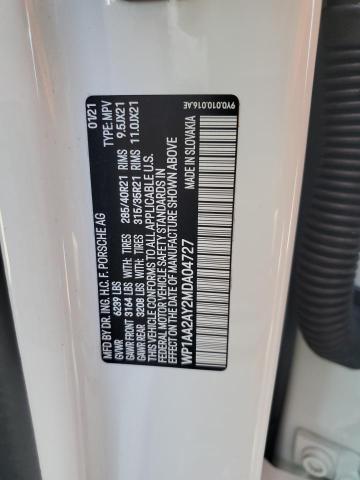 MFD BY DR. ING. H.C. F. PORSCHE AG 01/21
GVWR 6239 LBS TYPE: MPV
GAWR FRONT 3164 LBS WITH: TIRES 285/40R21 RIMS 9.5JX21
GAWR REAR 3200 LBS WITH: TIRES 315/35R21 RIMS 11.0JX21
THIS VEHICLE CONFORMS TO ALL APPLICABLE U.S.
FEDERAL MOTOR VEHICLE SAFETY STANDARDS IN EFFECT
ON THE DATE OF MANUFACTURE SHOWN ABOVE
WP1AA2AY2MDA04727 MADE IN SLOVAKIA
9Y0.010.016.AE